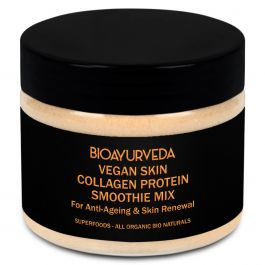 BIOAYURVEDA
VEGAN SKIN
COLLAGEN PROTEIN
SMOOTHIE MIX
For Anti-Ageing & Skin Renewal
SUPERFOODS - ALL ORGANIC BIO NATURALS